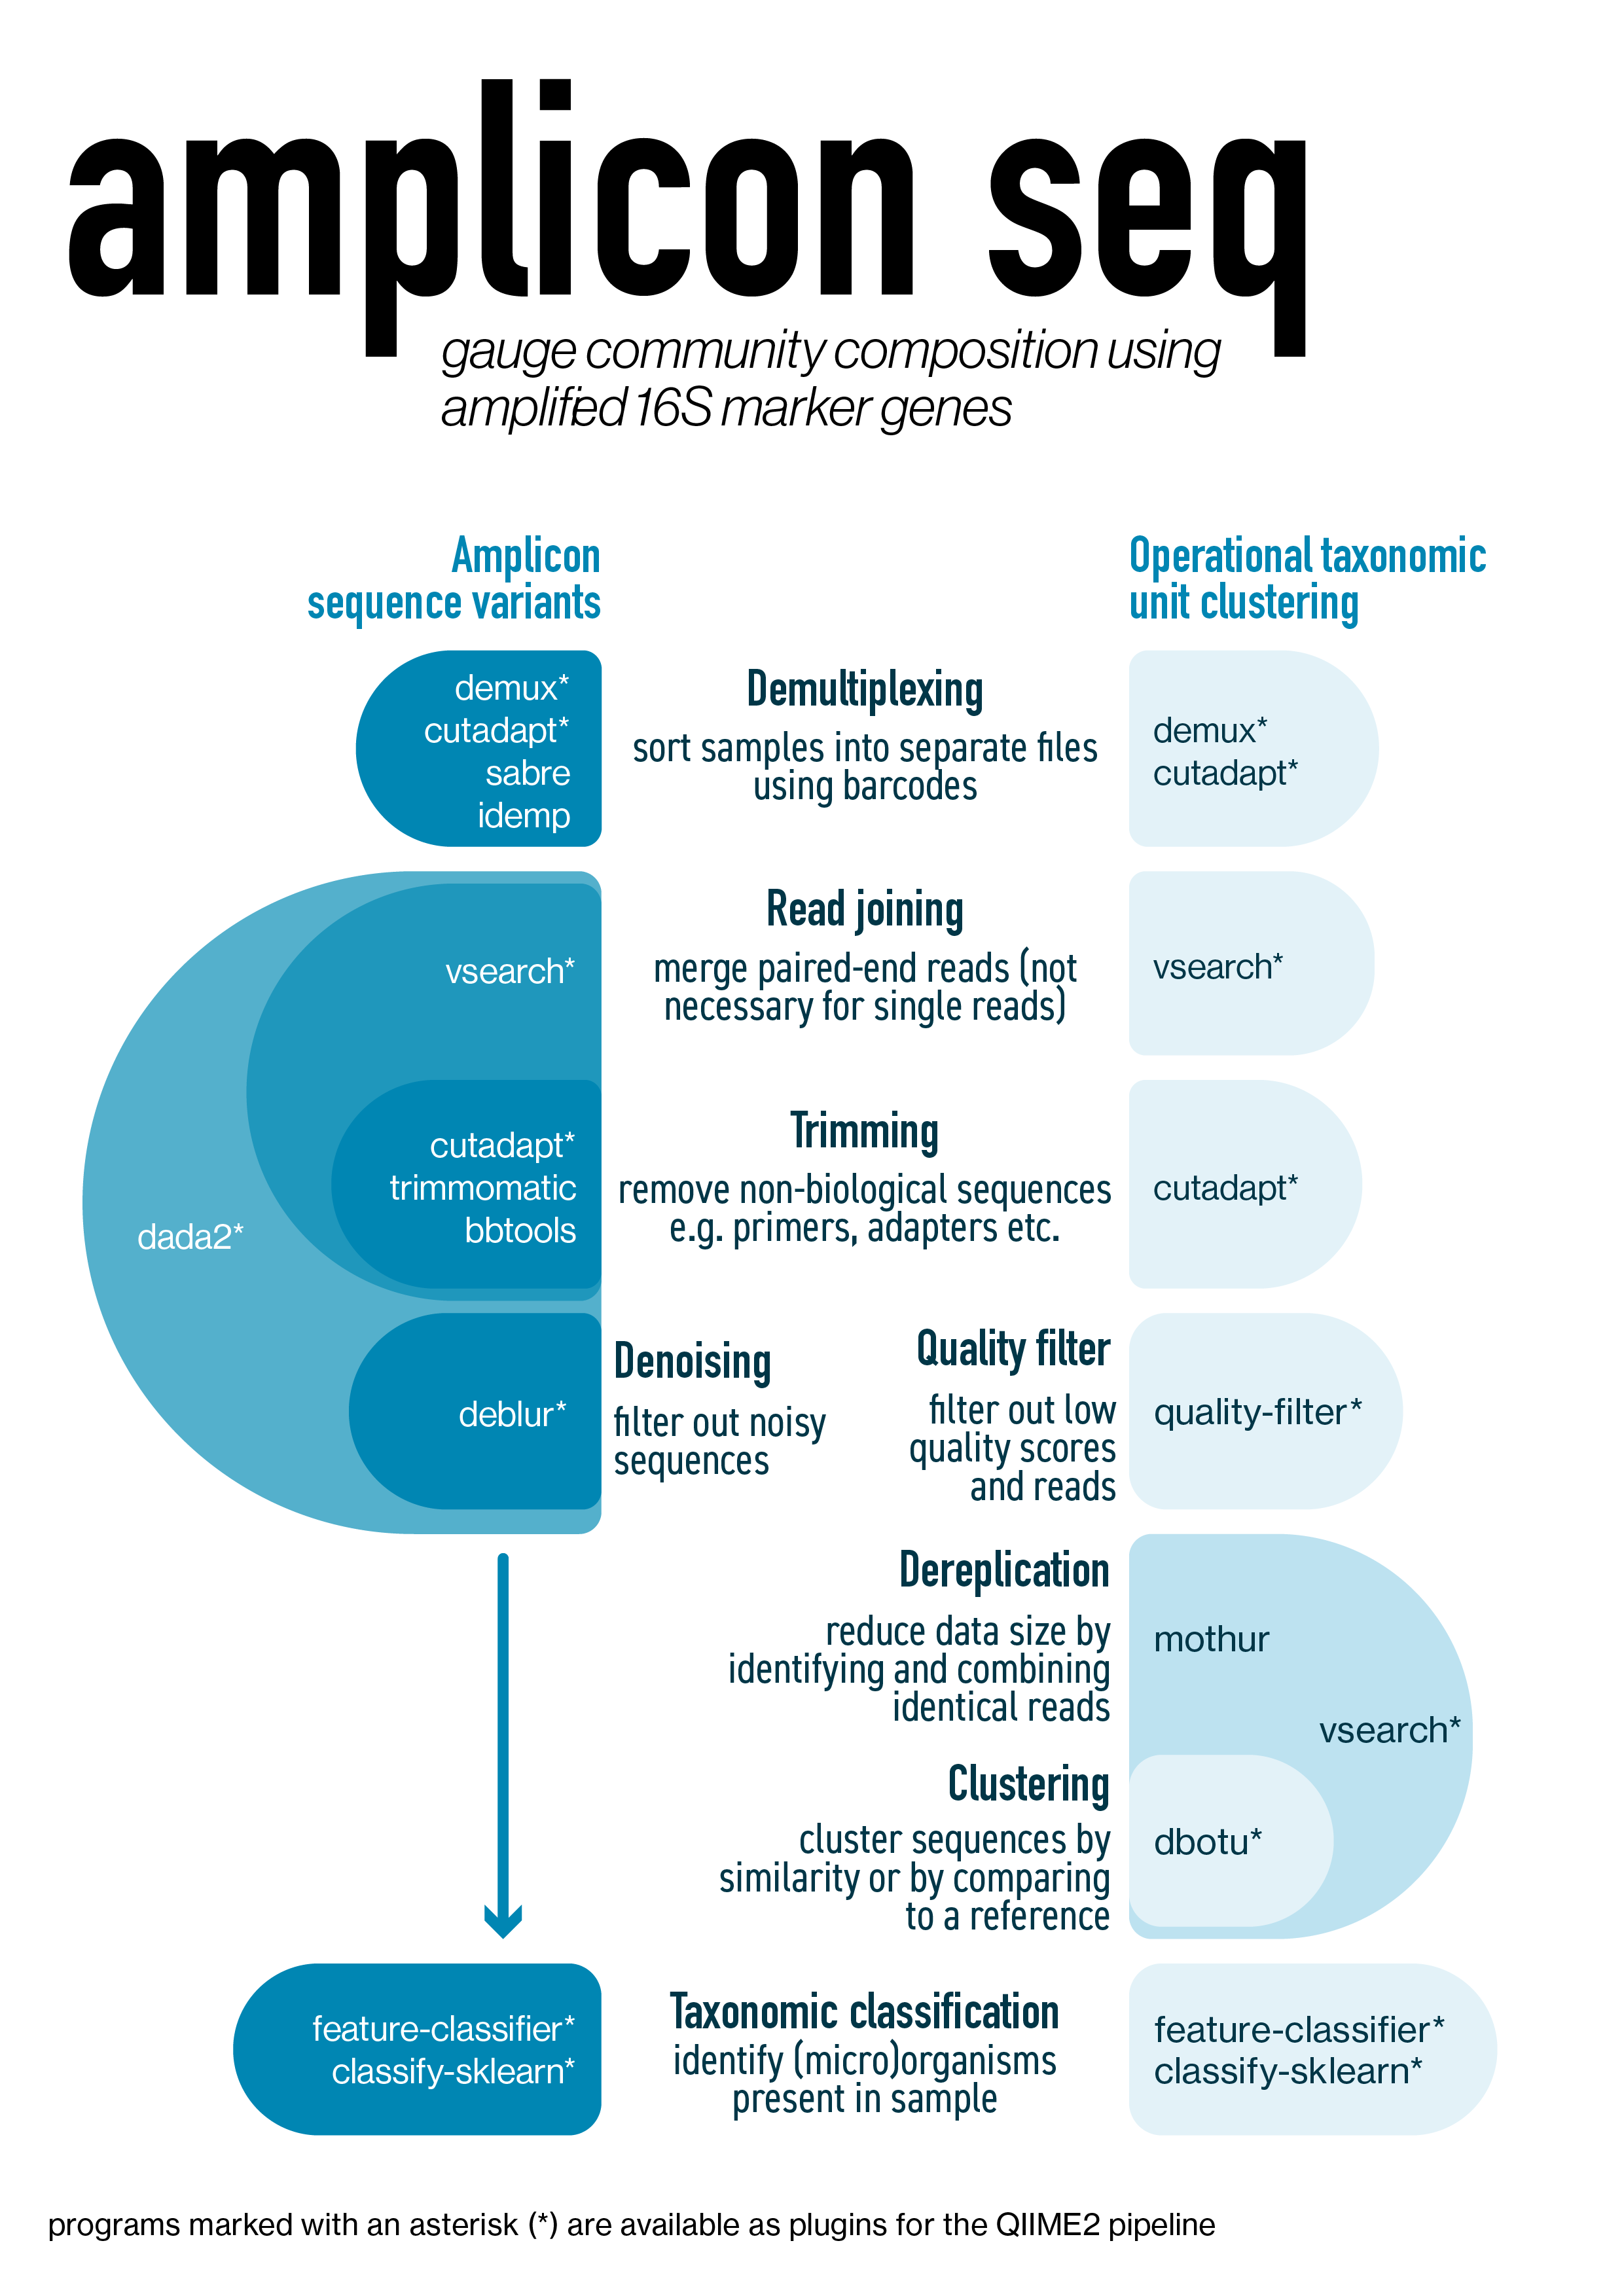 amplicon seq
gauge community composition using
amplified 16S marker genes
Amplicon
sequence variants
Operational taxonomic
unit clustering
demux*
cutadapt*
sabre
idemp
Demultiplexing
sort samples into separate files
using barcodes
demux*
cutadapt*
vsearch*
Read joining
merge paired-end reads (not
necessary for single reads)
vsearch*
cutadapt*
trimmomatic
bbtools
Trimming
remove non-biological sequences
e.g. primers, adapters etc.
cutadapt*
dada2*
deblur*
Denoising
filter out noisy
sequences
Quality filter
filter out low
quality scores
and reads
quality-filter*
Dereplication
reduce data size by
identifying and combining
identical reads
mothur
vsearch*
Clustering
cluster sequences by
similarity or by comparing
to a reference
dbotu*
feature-classifier*
classify-sklearn*
Taxonomic classification
identify (micro)organisms
present in sample
feature-classifier*
classify-sklearn*
programs marked with an asterisk (*) are available as plugins for the QIIME2 pipeline